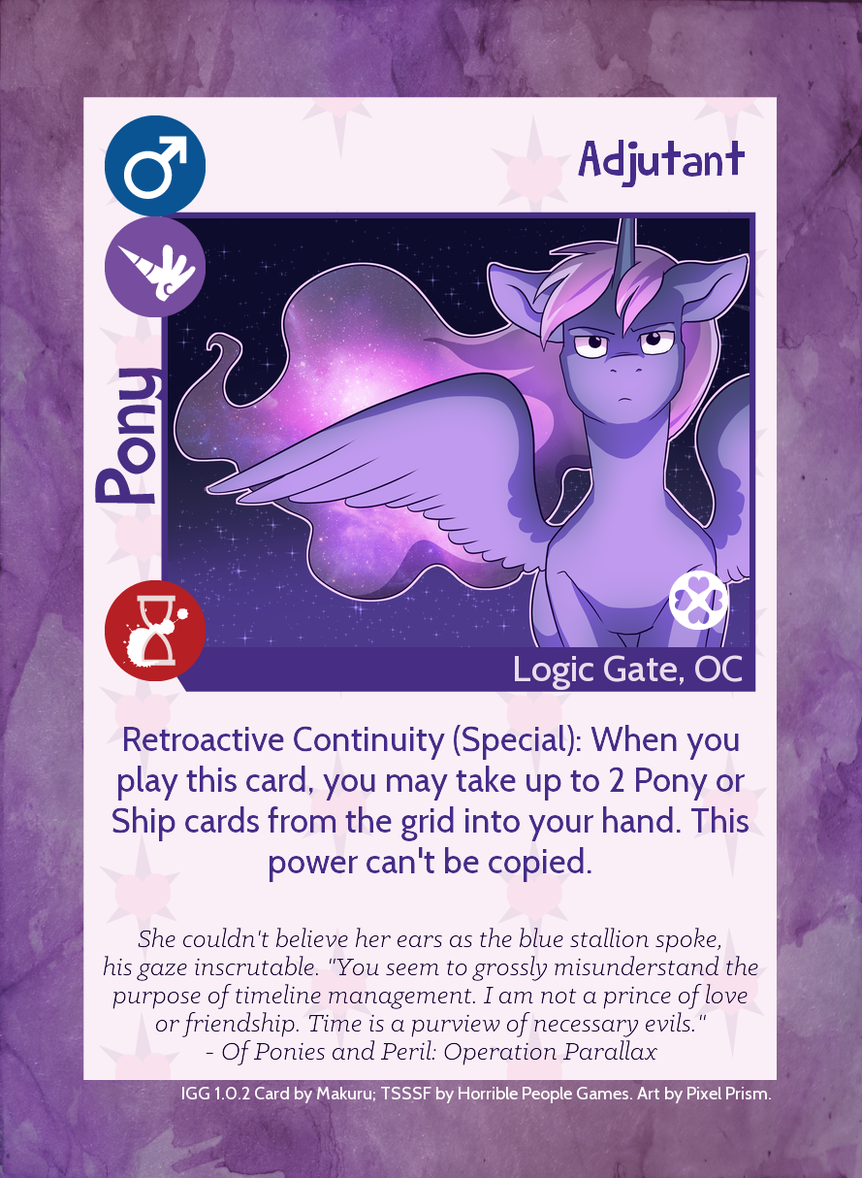 Adjutant
Pony
Logic Gate, OC
Retroactive Continuity (Special): When you
play this card, you may take up to 2 Pony or
Ship cards from the grid into your hand. This
power can't be copied.
She couldn't believe her ears as the blue stallion spoke,
his gaze inscrutable. "You seem to grossly misunderstand the
purpose of timeline management. I am not a prince of love
or friendship. Time is a purview of necessary evils."
- Of Ponies and Peril: Operation Parallax
IGG 1.0.2 Card by Makuru; TSSSF by Horrible People Games. Art by Pixel Prism.